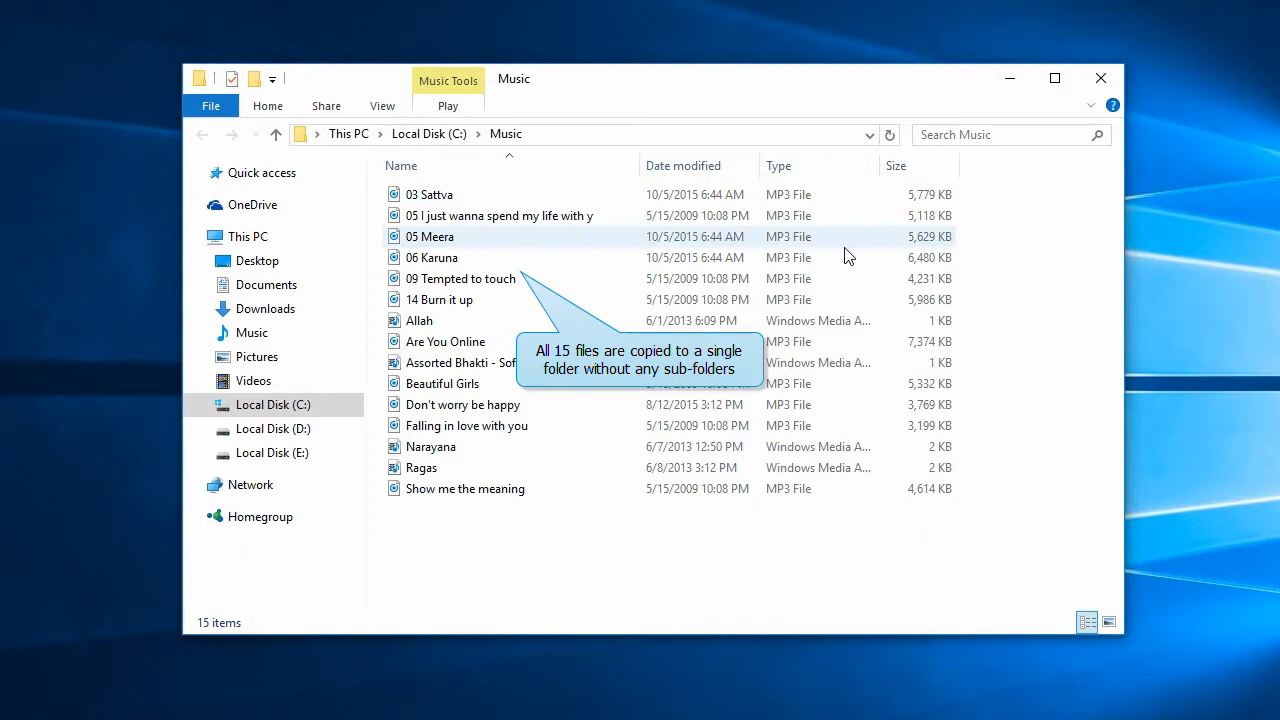 Music Tools Music
File Home Share View Play
This PC Local Disk (C:) Music Search Music
Quick access
OneDrive
This PC
Desktop
Documents
Downloads
Music
Pictures
Videos
Local Disk (C:)
Local Disk (D:)
Local Disk (E:)
Network
Homegroup
Name Date modified Type Size
03 Sattva 10/5/2015 6:44 AM MP3 File 5,779 KB
05 I just wanna spend my life with y 5/15/2009 10:08 PM MP3 File 5,118 KB
05 Meera 10/5/2015 6:44 AM MP3 File 5,629 KB
06 Karuna 10/5/2015 6:44 AM MP3 File 6,480 KB
09 Tempted to touch 5/15/2009 10:08 PM MP3 File 4,231 KB
14 Burn it up 5/15/2009 10:08 PM MP3 File 5,986 KB
Allah 6/1/2013 6:09 PM Windows Media A... 1 KB
Are You Online MP3 File 7,374 KB
Assorted Bhakti - Windows Media A... 1 KB
Beautiful Girls MP3 File 5,332 KB
Don't worry be happy 8/12/2015 3:12 PM MP3 File 3,769 KB
Falling in love with you 5/15/2009 10:08 PM MP3 File 3,199 KB
Narayana 6/7/2013 12:50 PM Windows Media A... 2 KB
Ragas 6/8/2013 3:12 PM Windows Media A... 2 KB
Show me the meaning 5/15/2009 10:08 PM MP3 File 4,614 KB
All 15 files are copied to a single
folder without any sub-folders
15 items